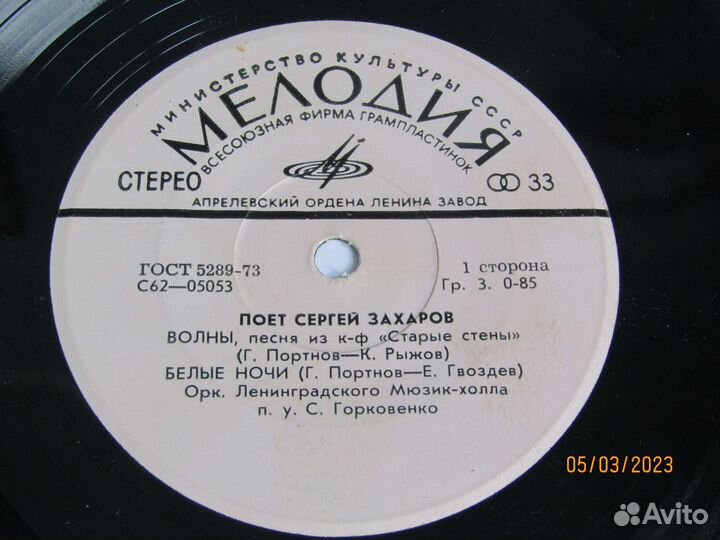 МИНИСТЕРСТВО КУЛЬТУРЫ СССР
МЕЛОДИЯ
ВСЕСОЮЗНАЯ ФИРМА ГРАМПЛАСТИНОК
СТЕРЕО 33
АПРЕЛЕВСКИЙ ОРДЕНА ЛЕНИНА ЗАВОД
ГОСТ 5289-73 1 сторона
С62—05053 Гр. 3. 0-85
ПОЕТ СЕРГЕЙ ЗАХАРОВ
ВОЛНЫ, песня из к-ф «Старые стены»
(Г. Портнов—К. Рыжов)
БЕЛЫЕ НОЧИ (Г. Портнов—Е. Гвоздев)
Орк. Ленинградского Мюзик-холла
п. у. С. Горковенко
05/03/2023
Avito